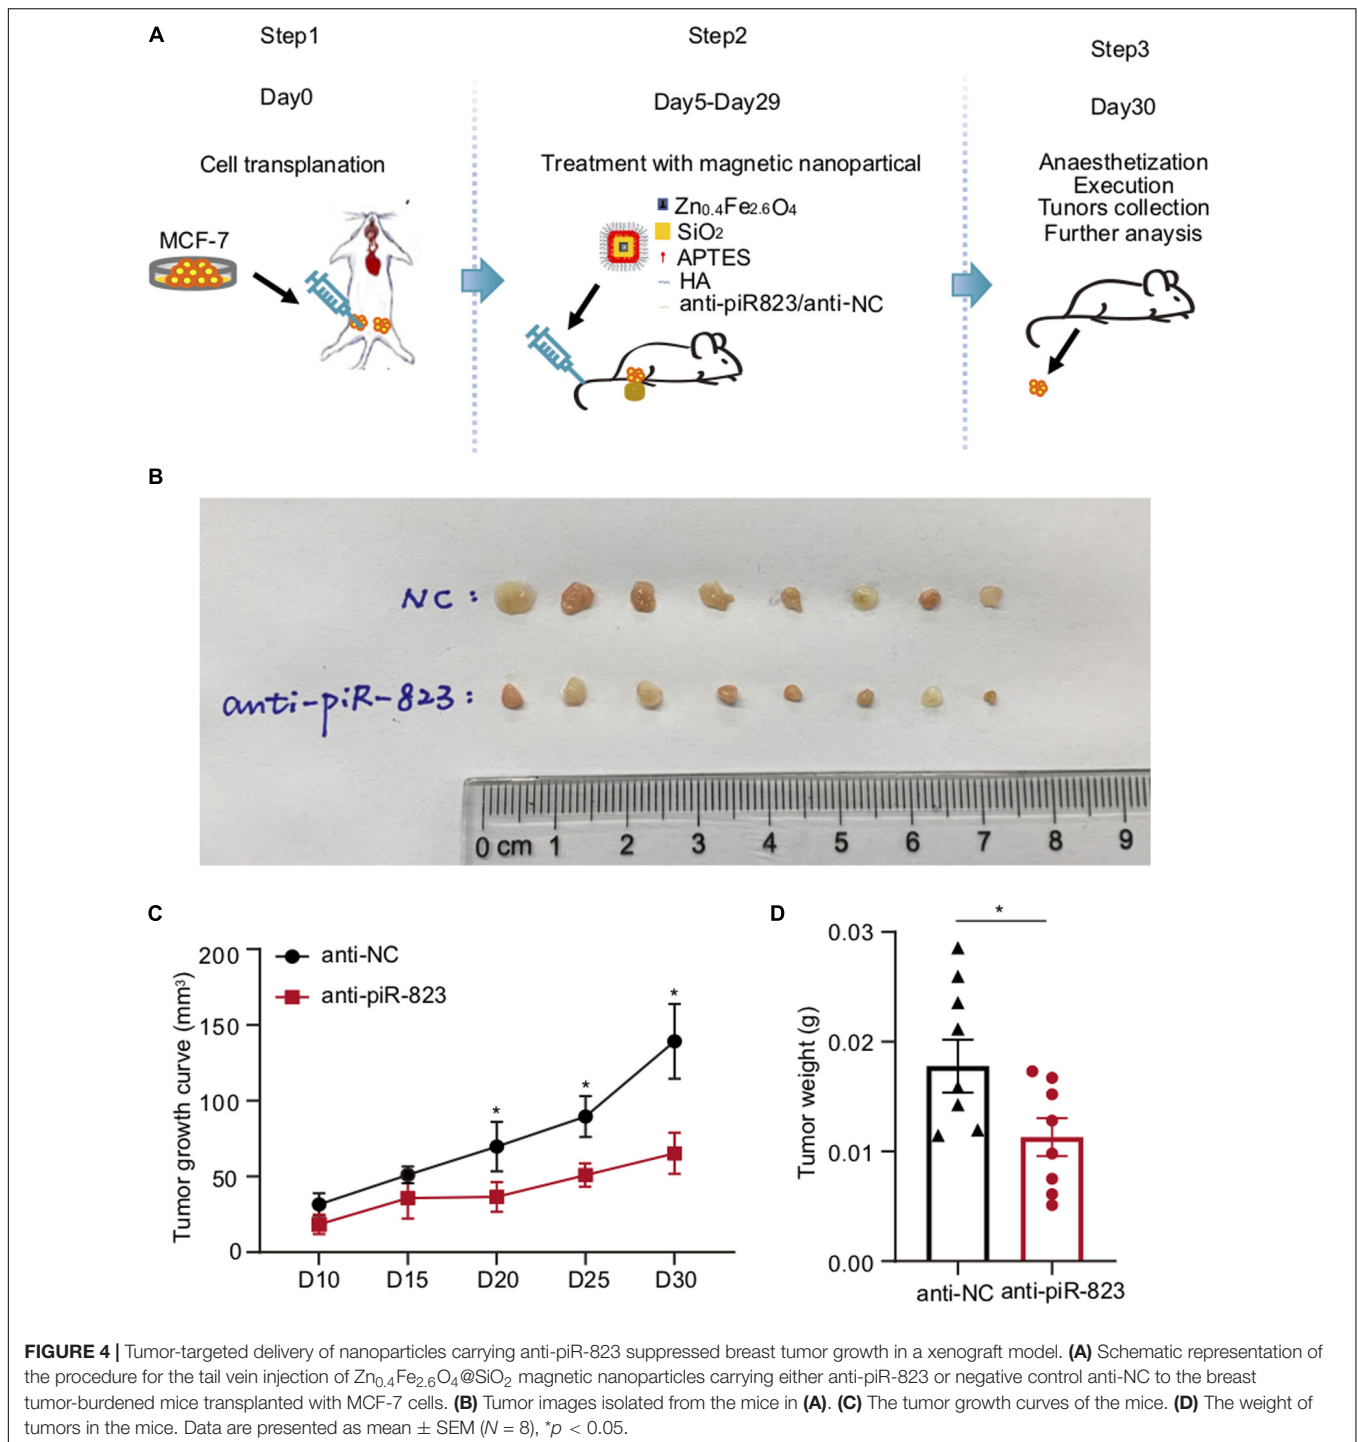 A
Step1
Day0
Cell transplanation
MCF-7
Step2
Day5-Day29
Treatment with magnetic nanopartical
Zn0.4Fe2.6O4
SiO2
APTES
HA
anti-piR823/anti-NC
Step3
Day30
Anaesthetization
Execution
Tunors collection
Further anaysis
B
NC :
anti-piR-823 :
0 cm 1 2 3 4 5 6 7 8 9
C
Tumor growth curve (mm³)
200
150
100
50
0
anti-NC
anti-piR-823
*
*
*
D10 D15 D20 D25 D30
D
*
Tumor weight (g)
0.03
0.02
0.01
0.00
anti-NC anti-piR-823
FIGURE 4 | Tumor-targeted delivery of nanoparticles carrying anti-piR-823 suppressed breast tumor growth in a xenograft model. (A) Schematic representation of
the procedure for the tail vein injection of Zn0.4Fe2.6O4@SiO2 magnetic nanoparticles carrying either anti-piR-823 or negative control anti-NC to the breast
tumor-burdened mice transplanted with MCF-7 cells. (B) Tumor images isolated from the mice in (A). (C) The tumor growth curves of the mice. (D) The weight of
tumors in the mice. Data are presented as mean ± SEM (N = 8), *p < 0.05.